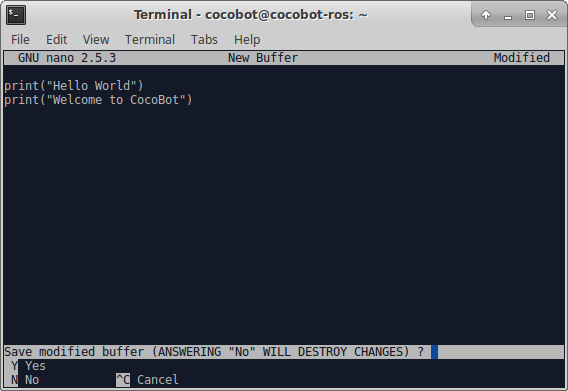 Terminal - cocobot@cocobot-ros: ~
File Edit View Terminal Tabs Help
GNU nano 2.5.3 New Buffer Modified
print("Hello World")
print("Welcome to CocoBot")
Save modified buffer (ANSWERING "No" WILL DESTROY CHANGES) ?
Y Yes
N No ^C Cancel